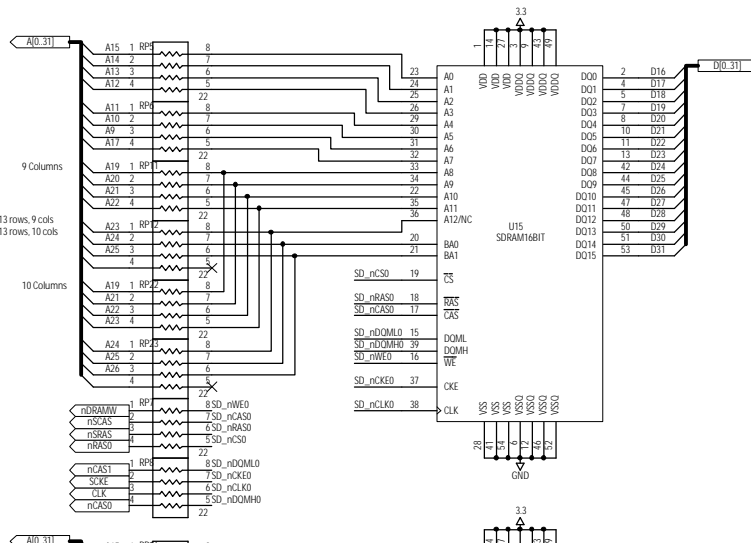 3.3
A[0..31]
1 14 27 3 9 43 49
A15 1 RP5 8
A14 2 7
A13 3 6
A12 4 5
22
A11 1 RP6 8
A10 2 7
A9 3 6
A17 4 5
22
9 Columns
A19 1 RP11 8
A20 2 7
A21 3 6
A22 4 5
22
13 rows, 9 cols
13 rows, 10 cols
A23 1 RP12 8
A24 2 7
A25 3 6
4 5
22
10 Columns
A19 1 RP22 8
A21 2 7
A22 3 6
A23 4 5
22
A24 1 RP23 8
A25 2 7
A26 3 6
4 5
22
nDRAMW 1 RP7 8 SD_nWE0
nSCAS 2 7 SD_nCAS0
nSRAS 3 6 SD_nRAS0
nRAS0 4 5 SD_nCS0
22
nCAS1 1 RP8 8 SD_nDQML0
SCKE 2 7 SD_nCKE0
CLK 3 6 SD_nCLK0
nCAS0 4 5 SD_nDQMH0
22
VDD VDD VDD VDDQ VDDQ VDDQ VDDQ
23 A0
24 A1
25 A2
26 A3
29 A4
30 A5
31 A6
32 A7
33 A8
34 A9
22 A10
35 A11
36 A12/NC
20 BA0
21 BA1
SD_nCS0 19 CS
SD_nRAS0 18 RAS
SD_nCAS0 17 CAS
SD_nDQML0 15 DQML
SD_nDQMH0 39 DQMH
SD_nWE0 16 WE
SD_nCKE0 37 CKE
SD_nCLK0 38 CLK
U15
SDRAM16BIT
DQ0 2 D16
DQ1 4 D17
DQ2 5 D18
DQ3 7 D19
DQ4 8 D20
DQ5 10 D21
DQ6 11 D22
DQ7 13 D23
DQ8 42 D24
DQ9 44 D25
DQ10 45 D26
DQ11 47 D27
DQ12 48 D28
DQ13 50 D29
DQ14 51 D30
DQ15 53 D31
D[0..31]
VSS VSS VSS VSSQ VSSQ VSSQ VSSQ
28 41 54 6 12 46 52
GND
A[0..31]
3.3